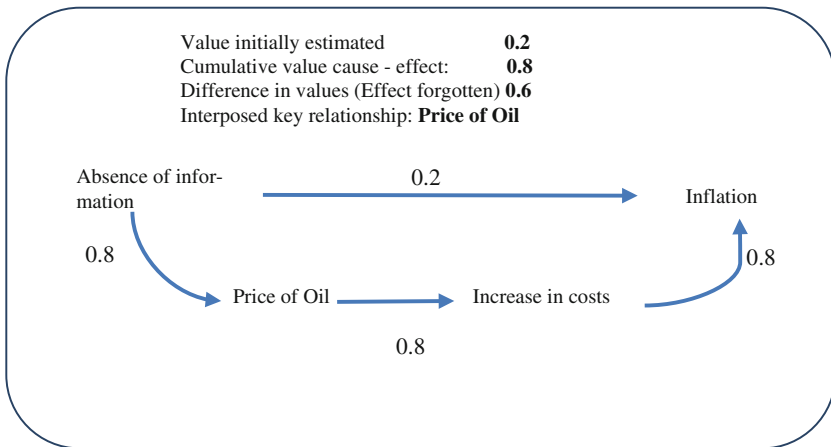 Value initially estimated 0.2
Cumulative value cause - effect: 0.8
Difference in values (Effect forgotten) 0.6
Interposed key relationship: Price of Oil
Absence of infor-
mation
0.2
Inflation
0.8
0.8
Price of Oil
Increase in costs
0.8